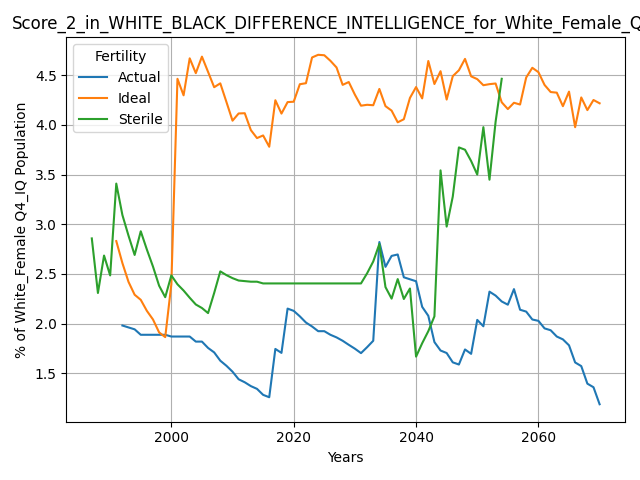 Score_2_in_WHITE_BLACK_DIFFERENCE_INTELLIGENCE_for_White_Female_Q
Fertility
Actual
Ideal
Sterile
% of White_Female Q4_IQ Population
4.5
4.0
3.5
3.0
2.5
2.0
1.5
2000
2020
2040
2060
Years